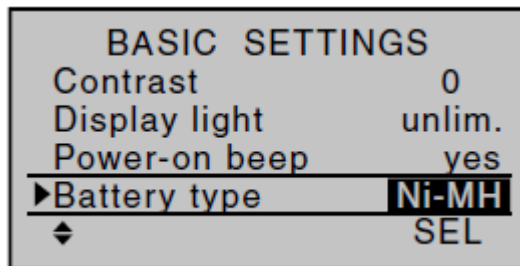 BASIC SETTINGS
Contrast 0
Display light unlim.
Power-on beep yes
Battery type Ni-MH
SEL